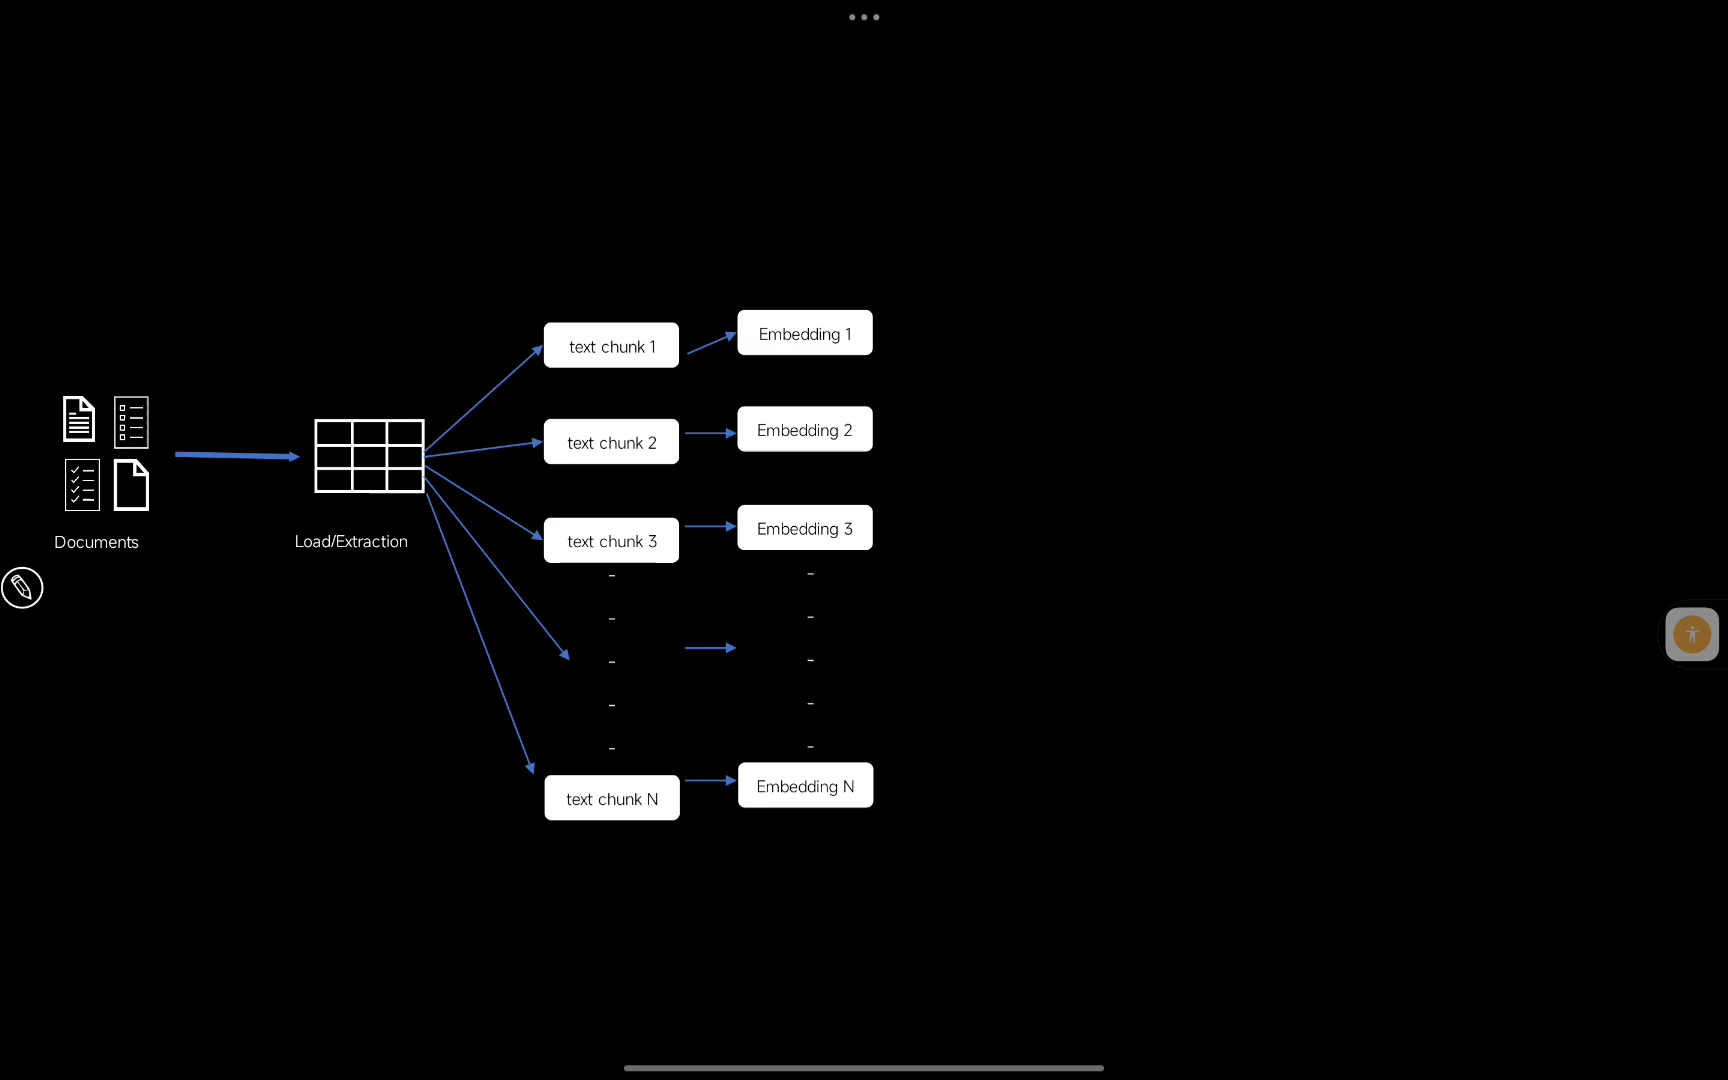 Documents
Load/Extraction
text chunk 1
Embedding 1
text chunk 2
Embedding 2
text chunk 3
Embedding 3
text chunk N
Embedding N